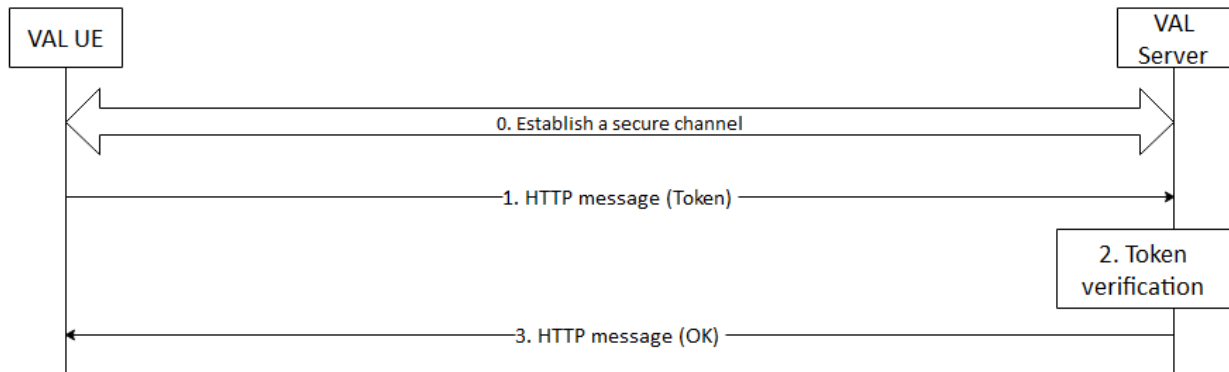 VAL UE
VAL
Server
0. Establish a secure channel
1. HTTP message (Token)
2. Token
verification
3. HTTP message (OK)